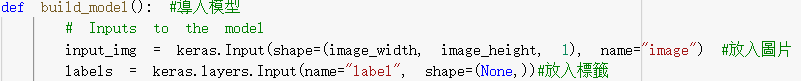 def build_model(): #導入模型
# Inputs to the model
input_img = keras.Input(shape=(image_width, image_height, 1), name="image") #放入圖片
labels = keras.layers.Input(name="label", shape=(None,))#放入標籤